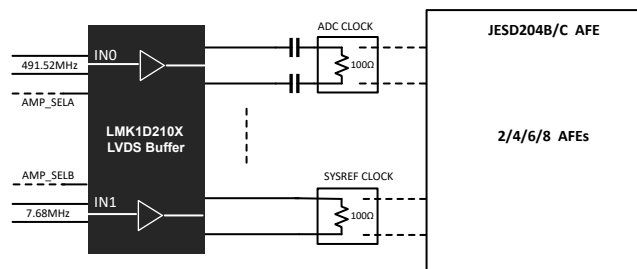 ADC CLOCK
JESD204B/C AFE
IN0
491.52MHz
100Ω
AMP_SELA
LMK1D210X
LVDS Buffer
2/4/6/8 AFEs
AMP_SELB
SYSREF CLOCK
IN1
7.68MHz
100Ω